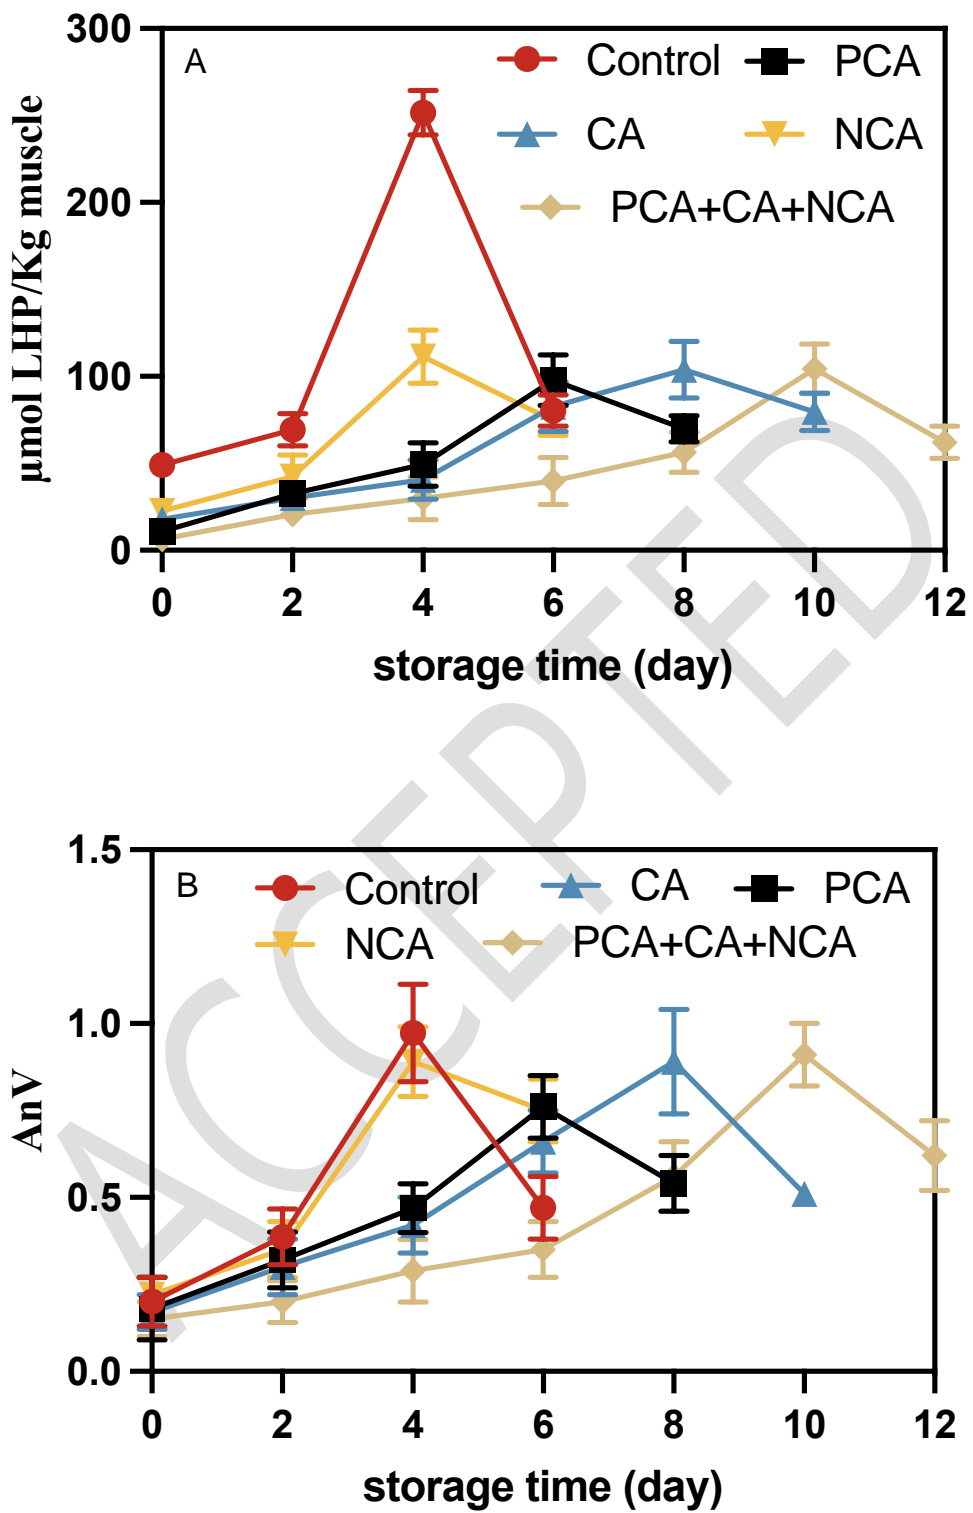 300
A
Control
PCA
CA
NCA
PCA+CA+NCA
200
100
0
µmol LHP/Kg muscle
0 2 4 6 8 10 12
storage time (day)
ACCEPTED
1.5
B
Control
CA
PCA
NCA
PCA+CA+NCA
1.0
0.5
0.0
AnV
0 2 4 6 8 10 12
storage time (day)